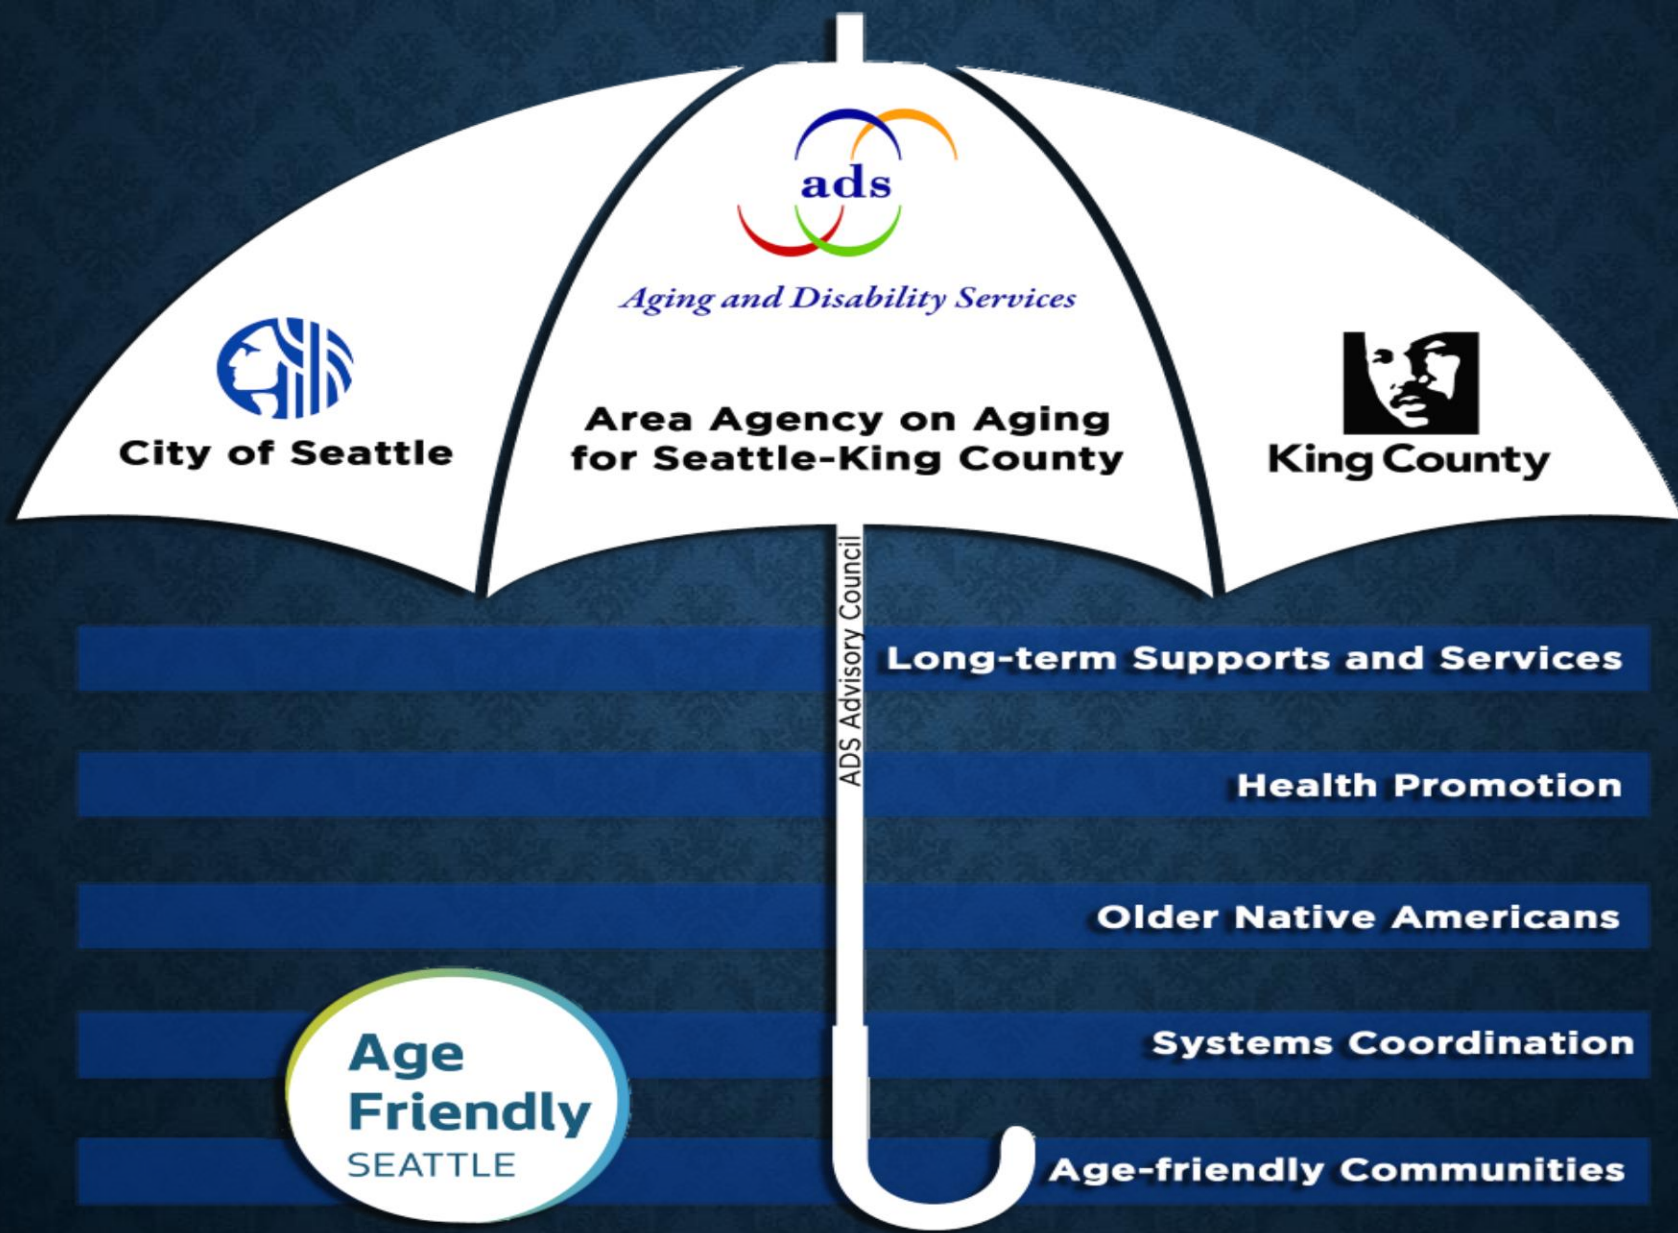 ads
Aging and Disability Services
City of Seattle
Area Agency on Aging
for Seattle-King County
King County
ADS Advisory Council
Long-term Supports and Services
Health Promotion
Older Native Americans
Systems Coordination
Age-friendly Communities
Age
Friendly
SEATTLE